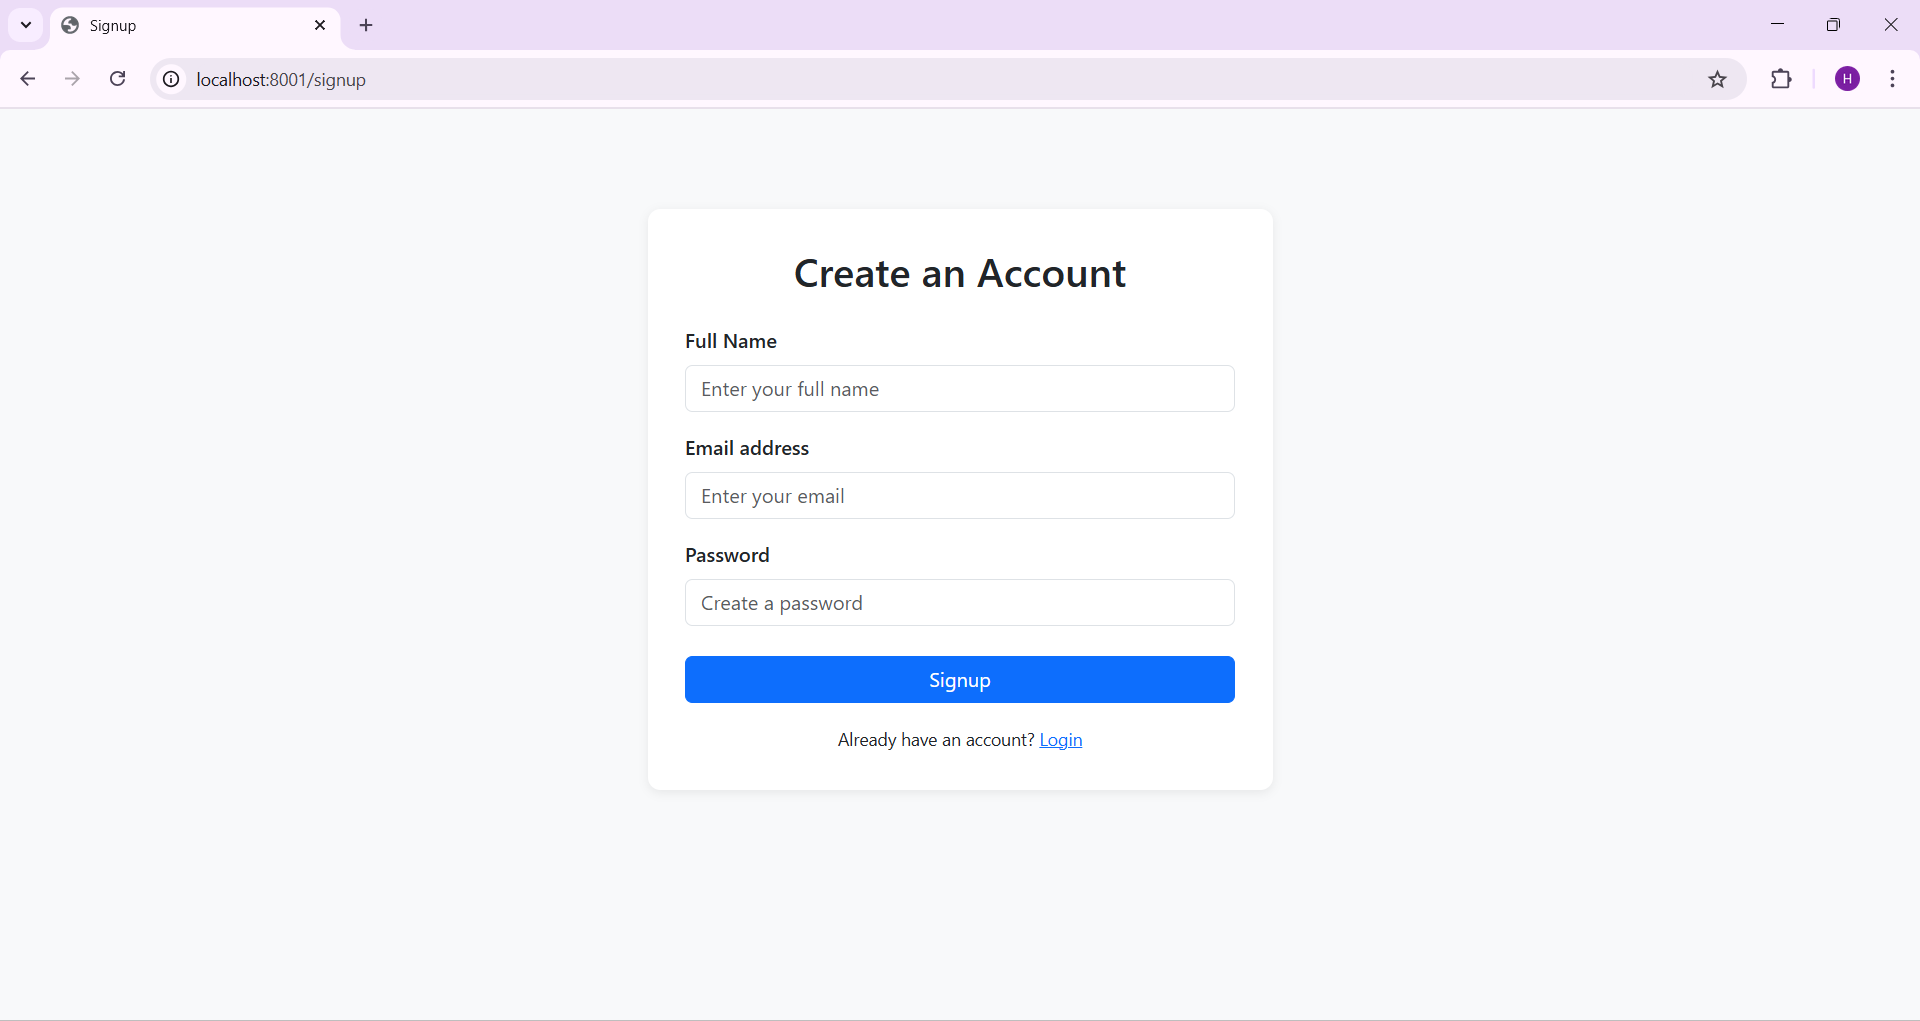 Signup
localhost:8001/signup
H
Create an Account
Full Name
Enter your full name
Email address
Enter your email
Password
Create a password
Signup
Already have an account? Login